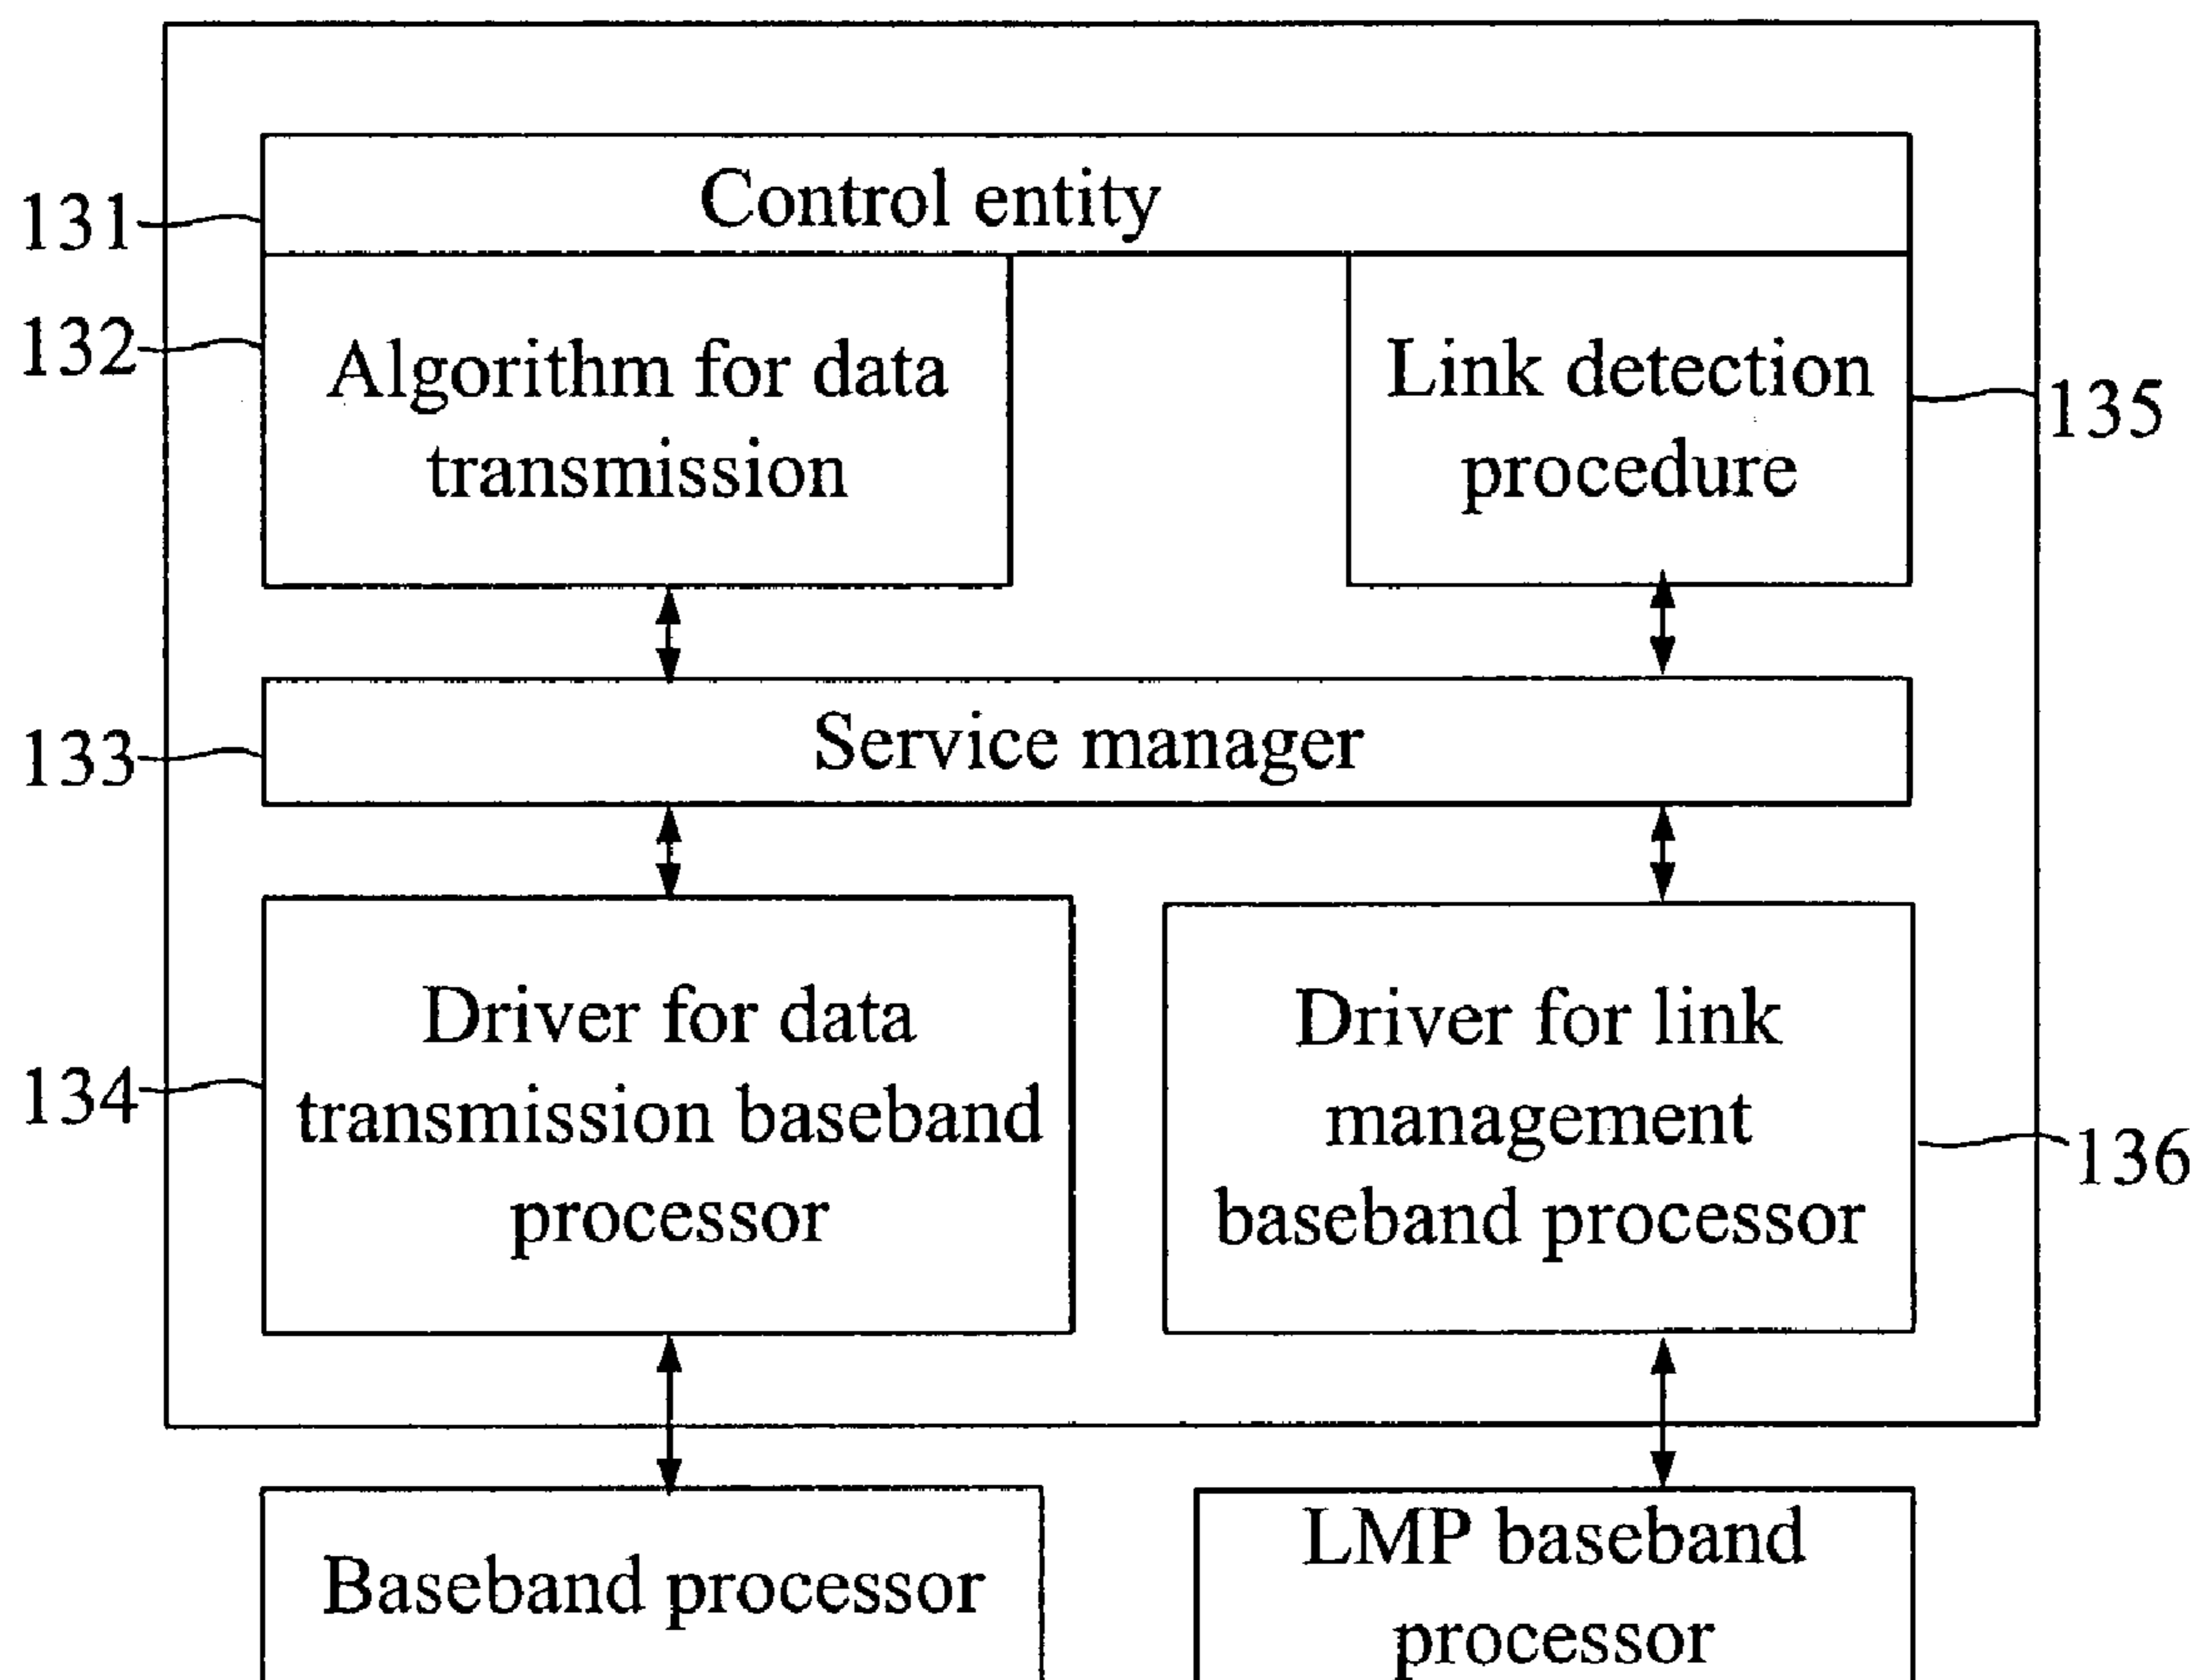 Control entity
131
132
Algorithm for data
transmission
Link detection
procedure
135
Service manager
133
Driver for data
transmission baseband
processor
134
Driver for link
management
baseband processor
136
Baseband processor
LMP baseband
processor